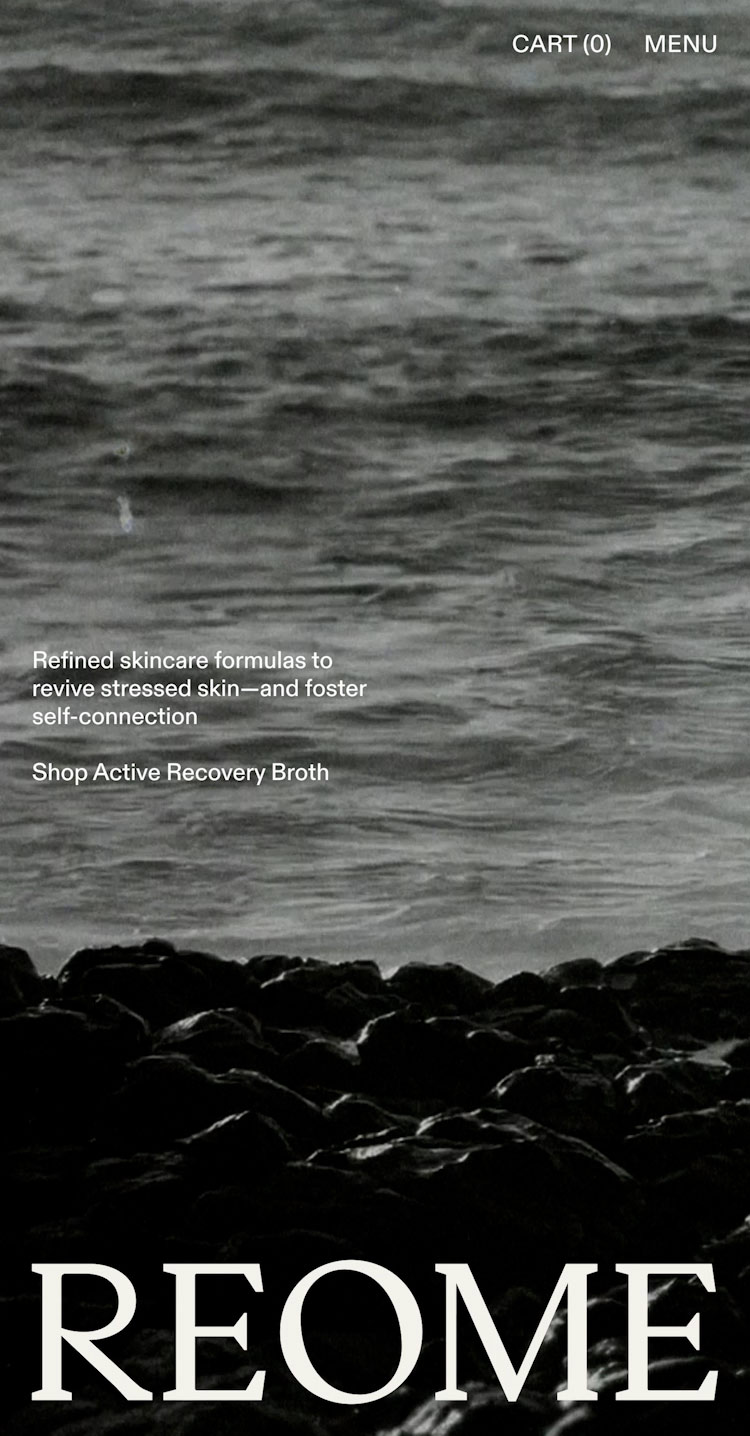 CART (0) MENU
Refined skincare formulas to
revive stressed skin—and foster
self-connection
Shop Active Recovery Broth
REOME